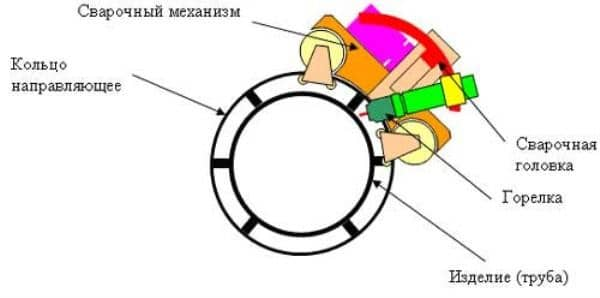 Сварочный механизм
Кольцо
направляющее
Сварочная
головка
Горелка
Изделие (труба)